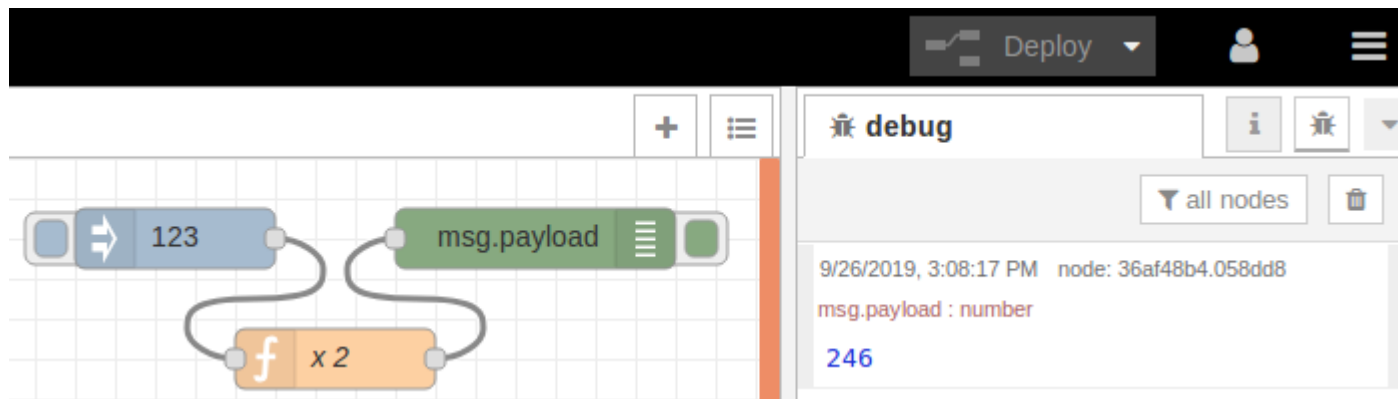 Deploy
debug
i
all nodes
123
msg.payload
9/26/2019, 3:08:17 PM node: 36af48b4.058dd8
msg.payload : number
x 2
246